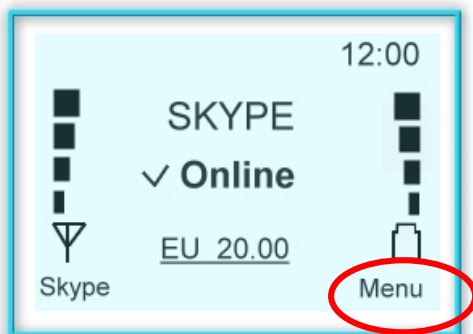 12:00
SKYPE
✓ Online
EU 20.00
Skype Menu